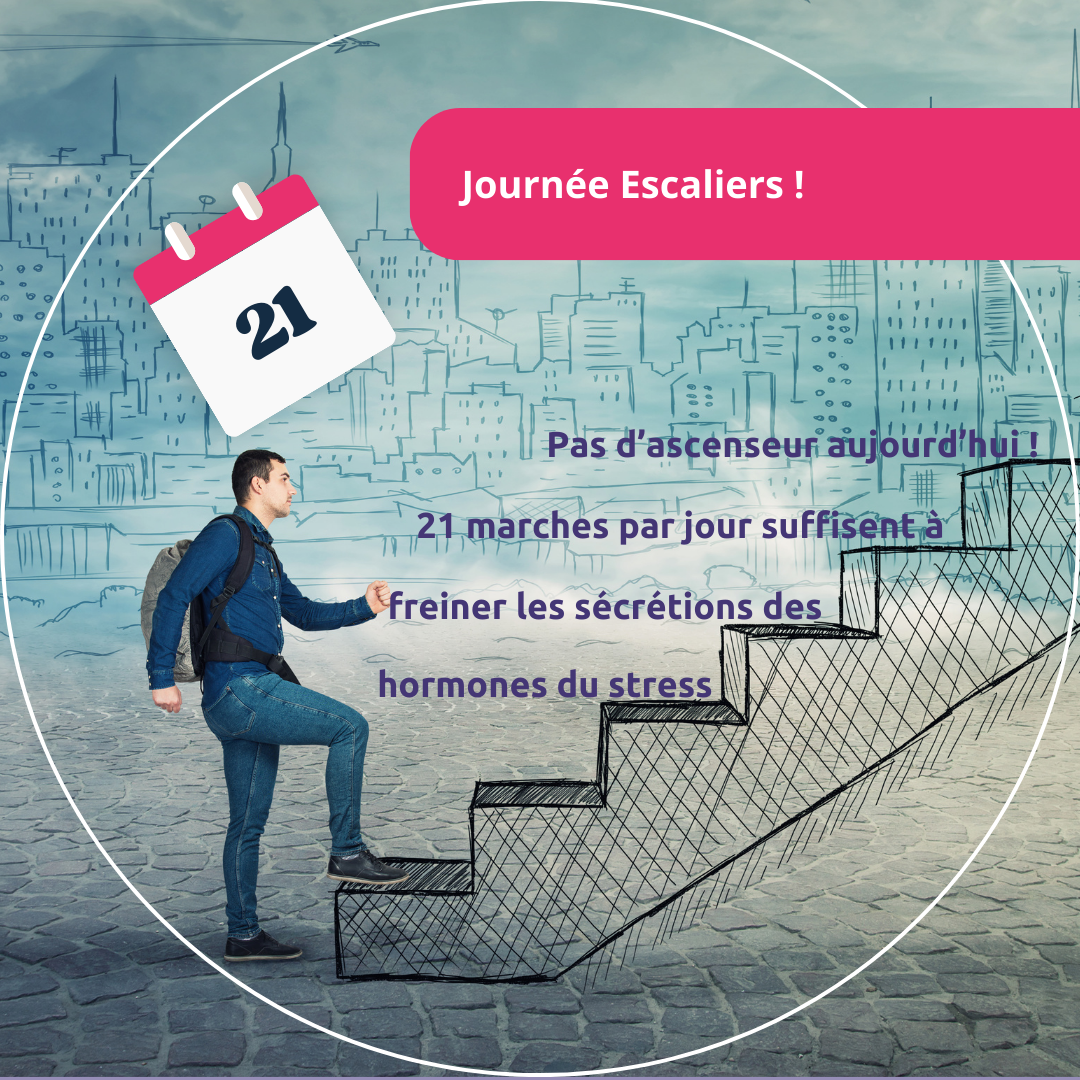 Journée Escaliers !
21
Pas d’ascenseur aujourd’hui !
21 marches par jour suffisent à
freiner les sécrétions des
hormones du stress